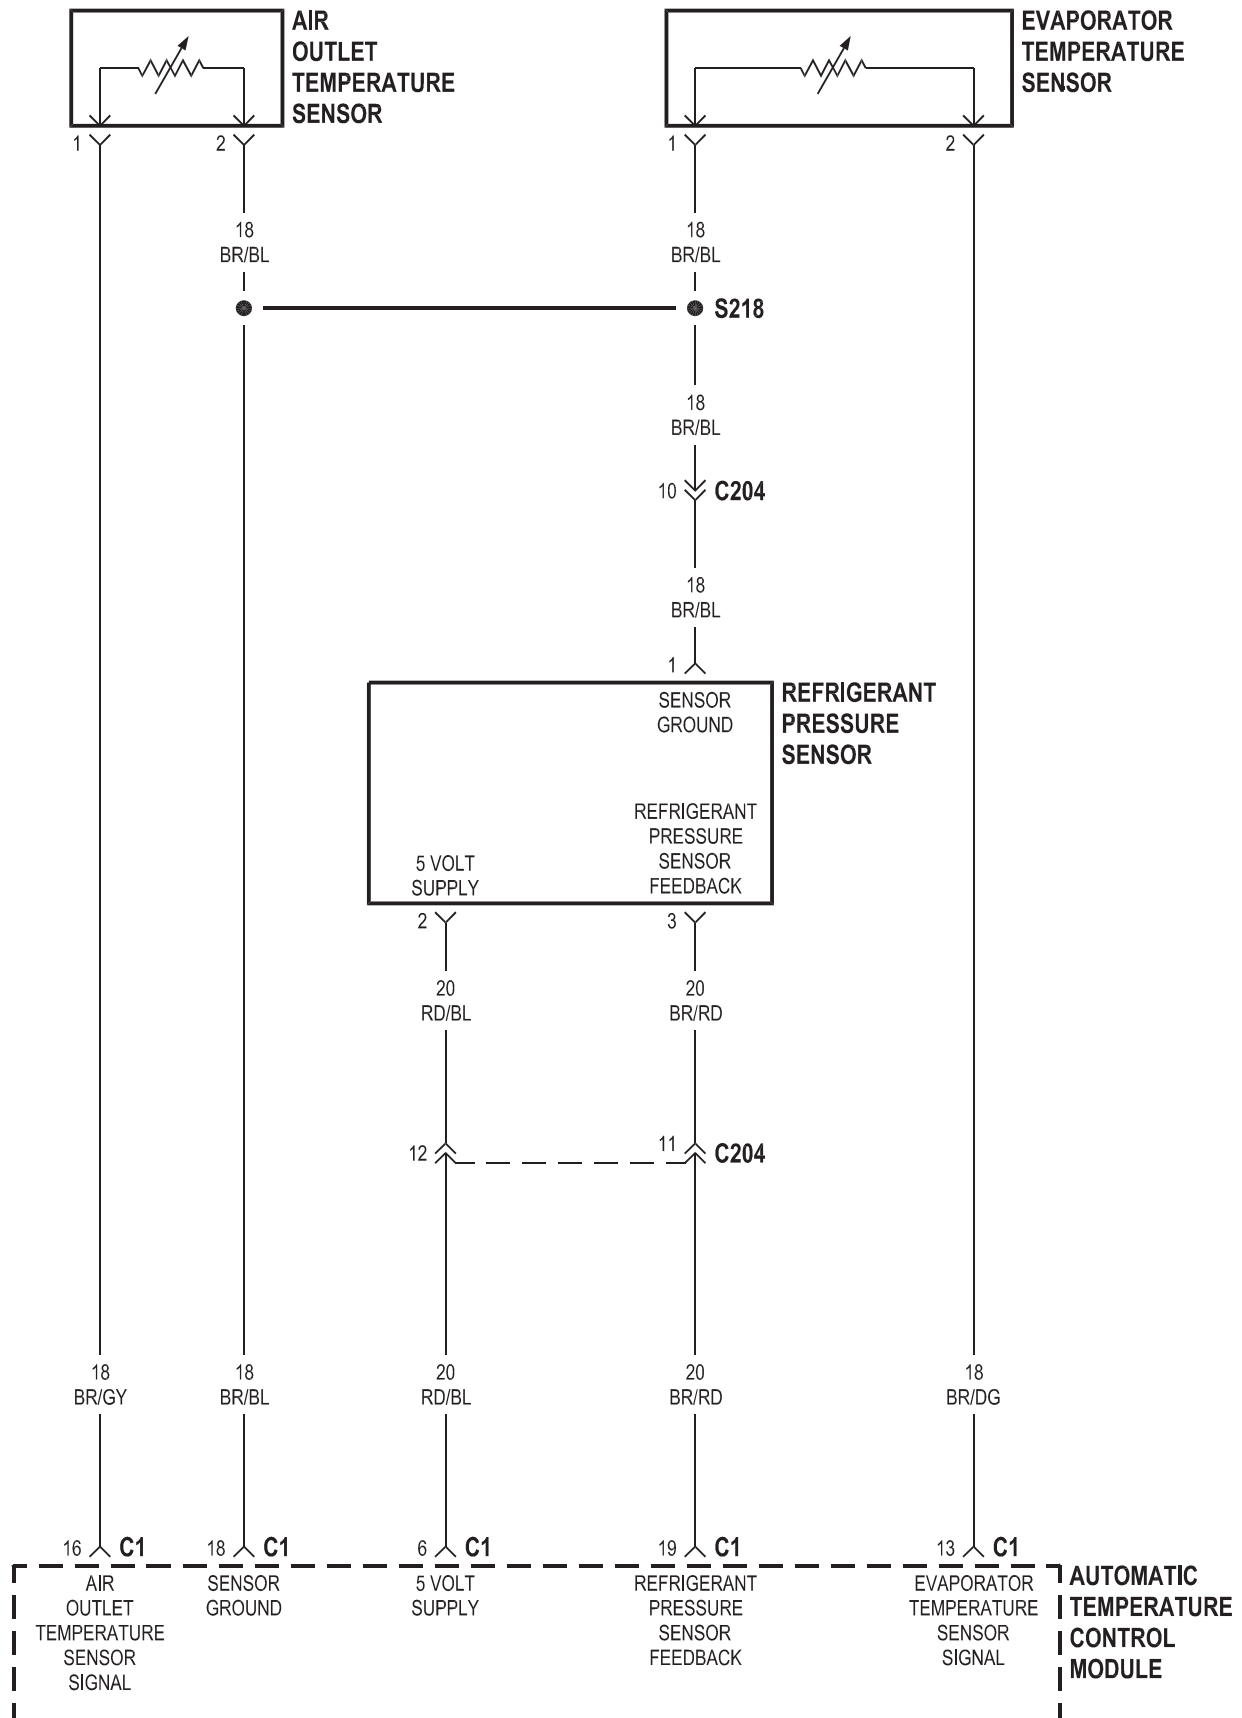 AIR
OUTLET
TEMPERATURE
SENSOR
EVAPORATOR
TEMPERATURE
SENSOR
1
2
1
2
18
BR/BL
18
BR/BL
S218
18
BR/BL
10
C204
18
BR/BL
1
SENSOR
GROUND
REFRIGERANT
PRESSURE
SENSOR
5 VOLT
SUPPLY
REFRIGERANT
PRESSURE
SENSOR
FEEDBACK
2
3
20
RD/BL
20
BR/RD
12
11
C204
18
BR/GY
18
BR/BL
20
RD/BL
20
BR/RD
18
BR/DG
16 C1
18 C1
6 C1
19 C1
13 C1
AIR
OUTLET
TEMPERATURE
SENSOR
SIGNAL
SENSOR
GROUND
5 VOLT
SUPPLY
REFRIGERANT
PRESSURE
SENSOR
FEEDBACK
EVAPORATOR
TEMPERATURE
SENSOR
SIGNAL
AUTOMATIC
TEMPERATURE
CONTROL
MODULE